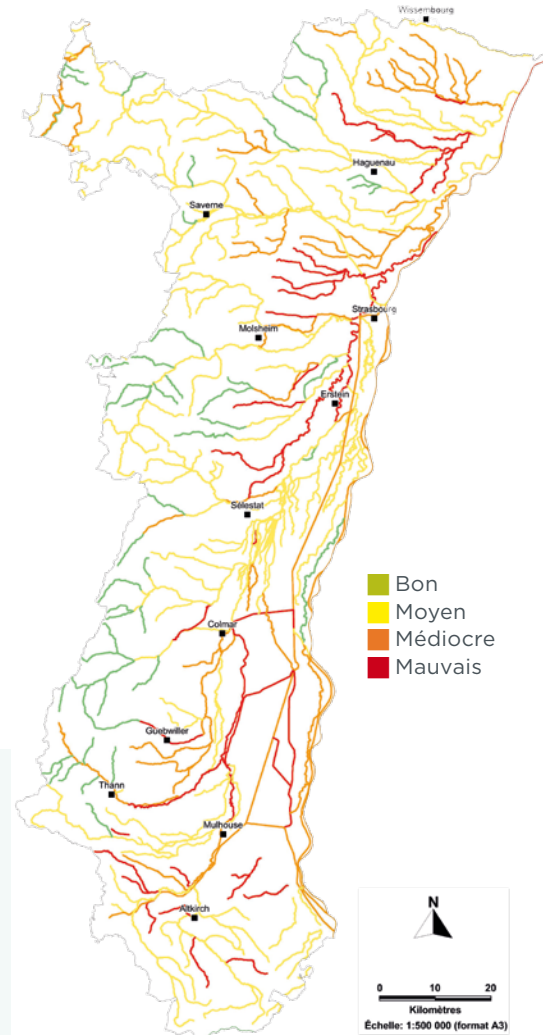 Wissembourg
Haguenau
Saverne
Strasbourg
Molsheim
Erstein
Sélestat
Bon
Moyen
Médiocre
Mauvais
Colmar
Guebwiller
Thann
Mulhouse
Altkirch
N
0 10 20
Kilomètres
Échelle: 1:500 000 (format A3)